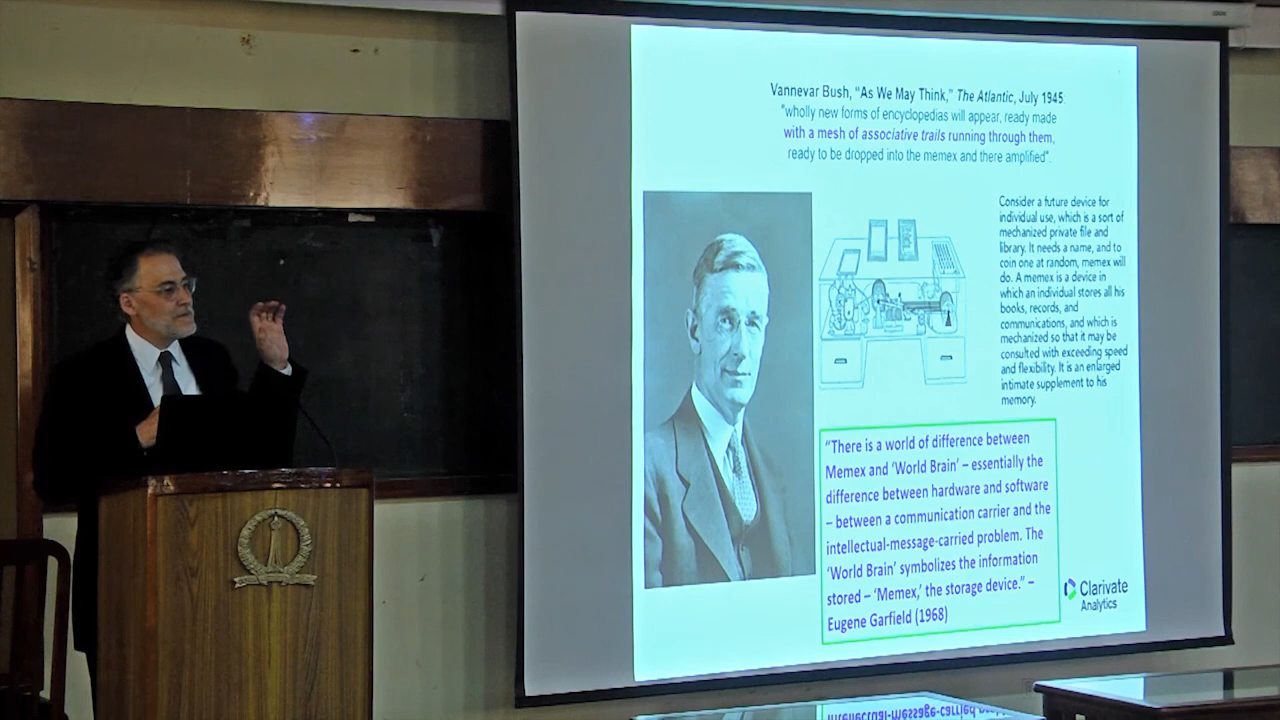 Vannevar Bush, “As We May Think,” The Atlantic, July 1945:
"wholly new forms of encyclopedias will appear, ready made
with a mesh of associative trails running through them,
ready to be dropped into the memex and there amplified".
Consider a future device for
individual use, which is a sort of
mechanized private file and
library. It needs a name, and to
coin one at random, memex will
do. A memex is a device in
which an individual stores all his
books, records, and
communications, and which is
mechanized so that it may be
consulted with exceeding speed
and flexibility. It is an enlarged
intimate supplement to his
memory.
“There is a world of difference between
Memex and ‘World Brain’ – essentially the
difference between hardware and software
– between a communication carrier and the
intellectual-message-carried problem. The
‘World Brain’ symbolizes the information
stored – ‘Memex,’ the storage device.” –
Eugene Garfield (1968)
Clarivate
Analytics